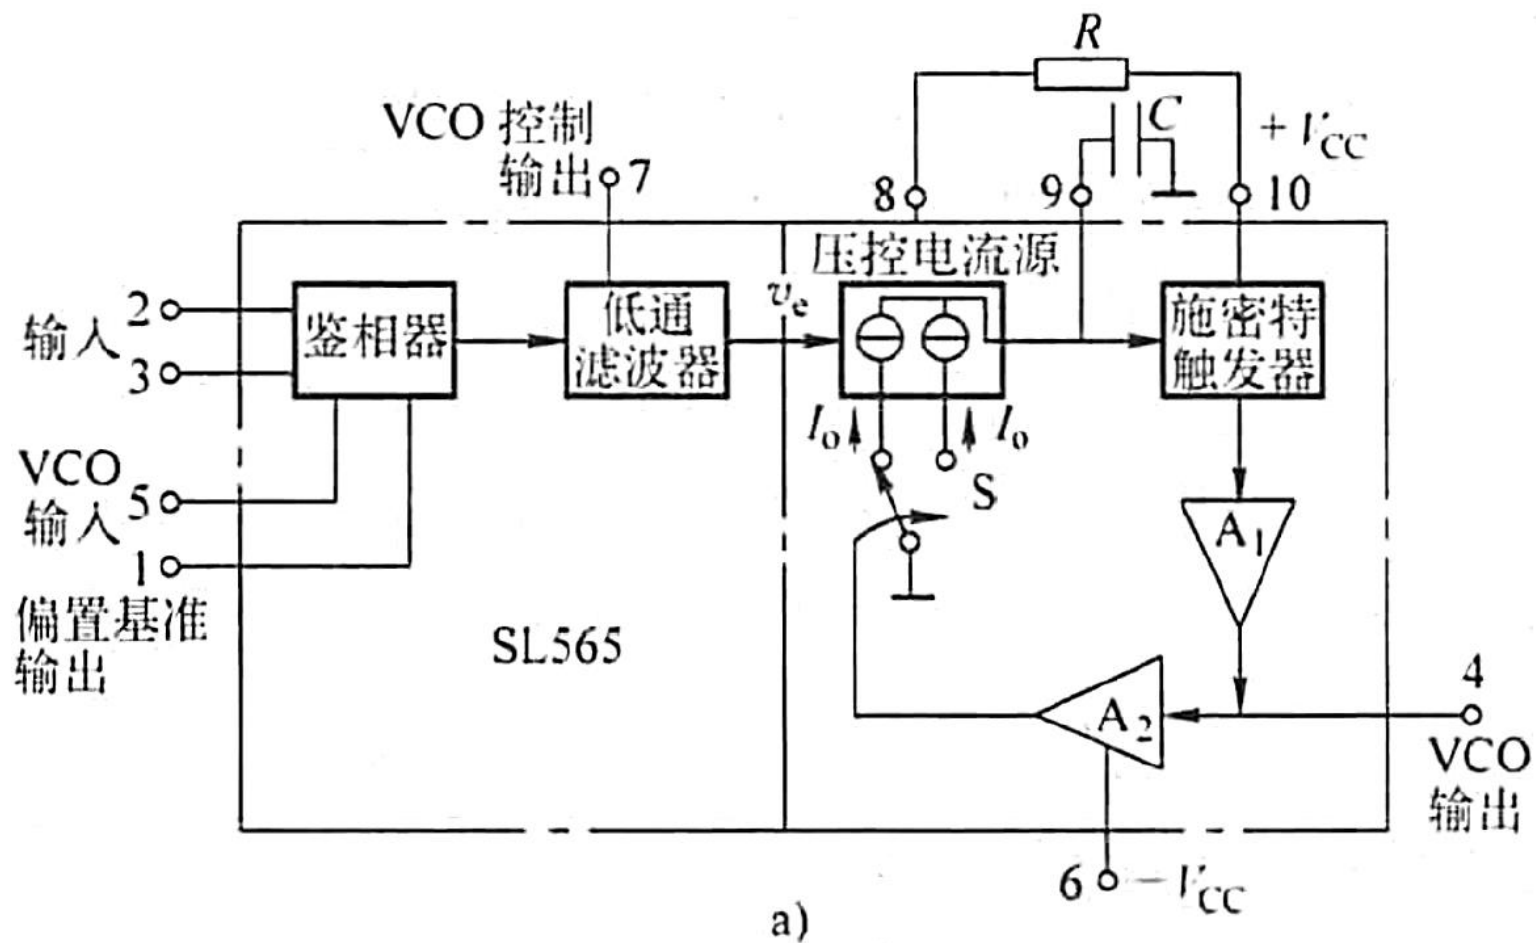 R
C
+VCC
VCO 控制
输出 7
8
9
10
压控电流源
输入
2
3
鉴相器
低通
滤波器
ve
施密特
触发器
Io
Io
S
VCO
输入
5
1
偏置基准
输出
SL565
A1
A2
4
VCO
输出
6
-VCC
a)